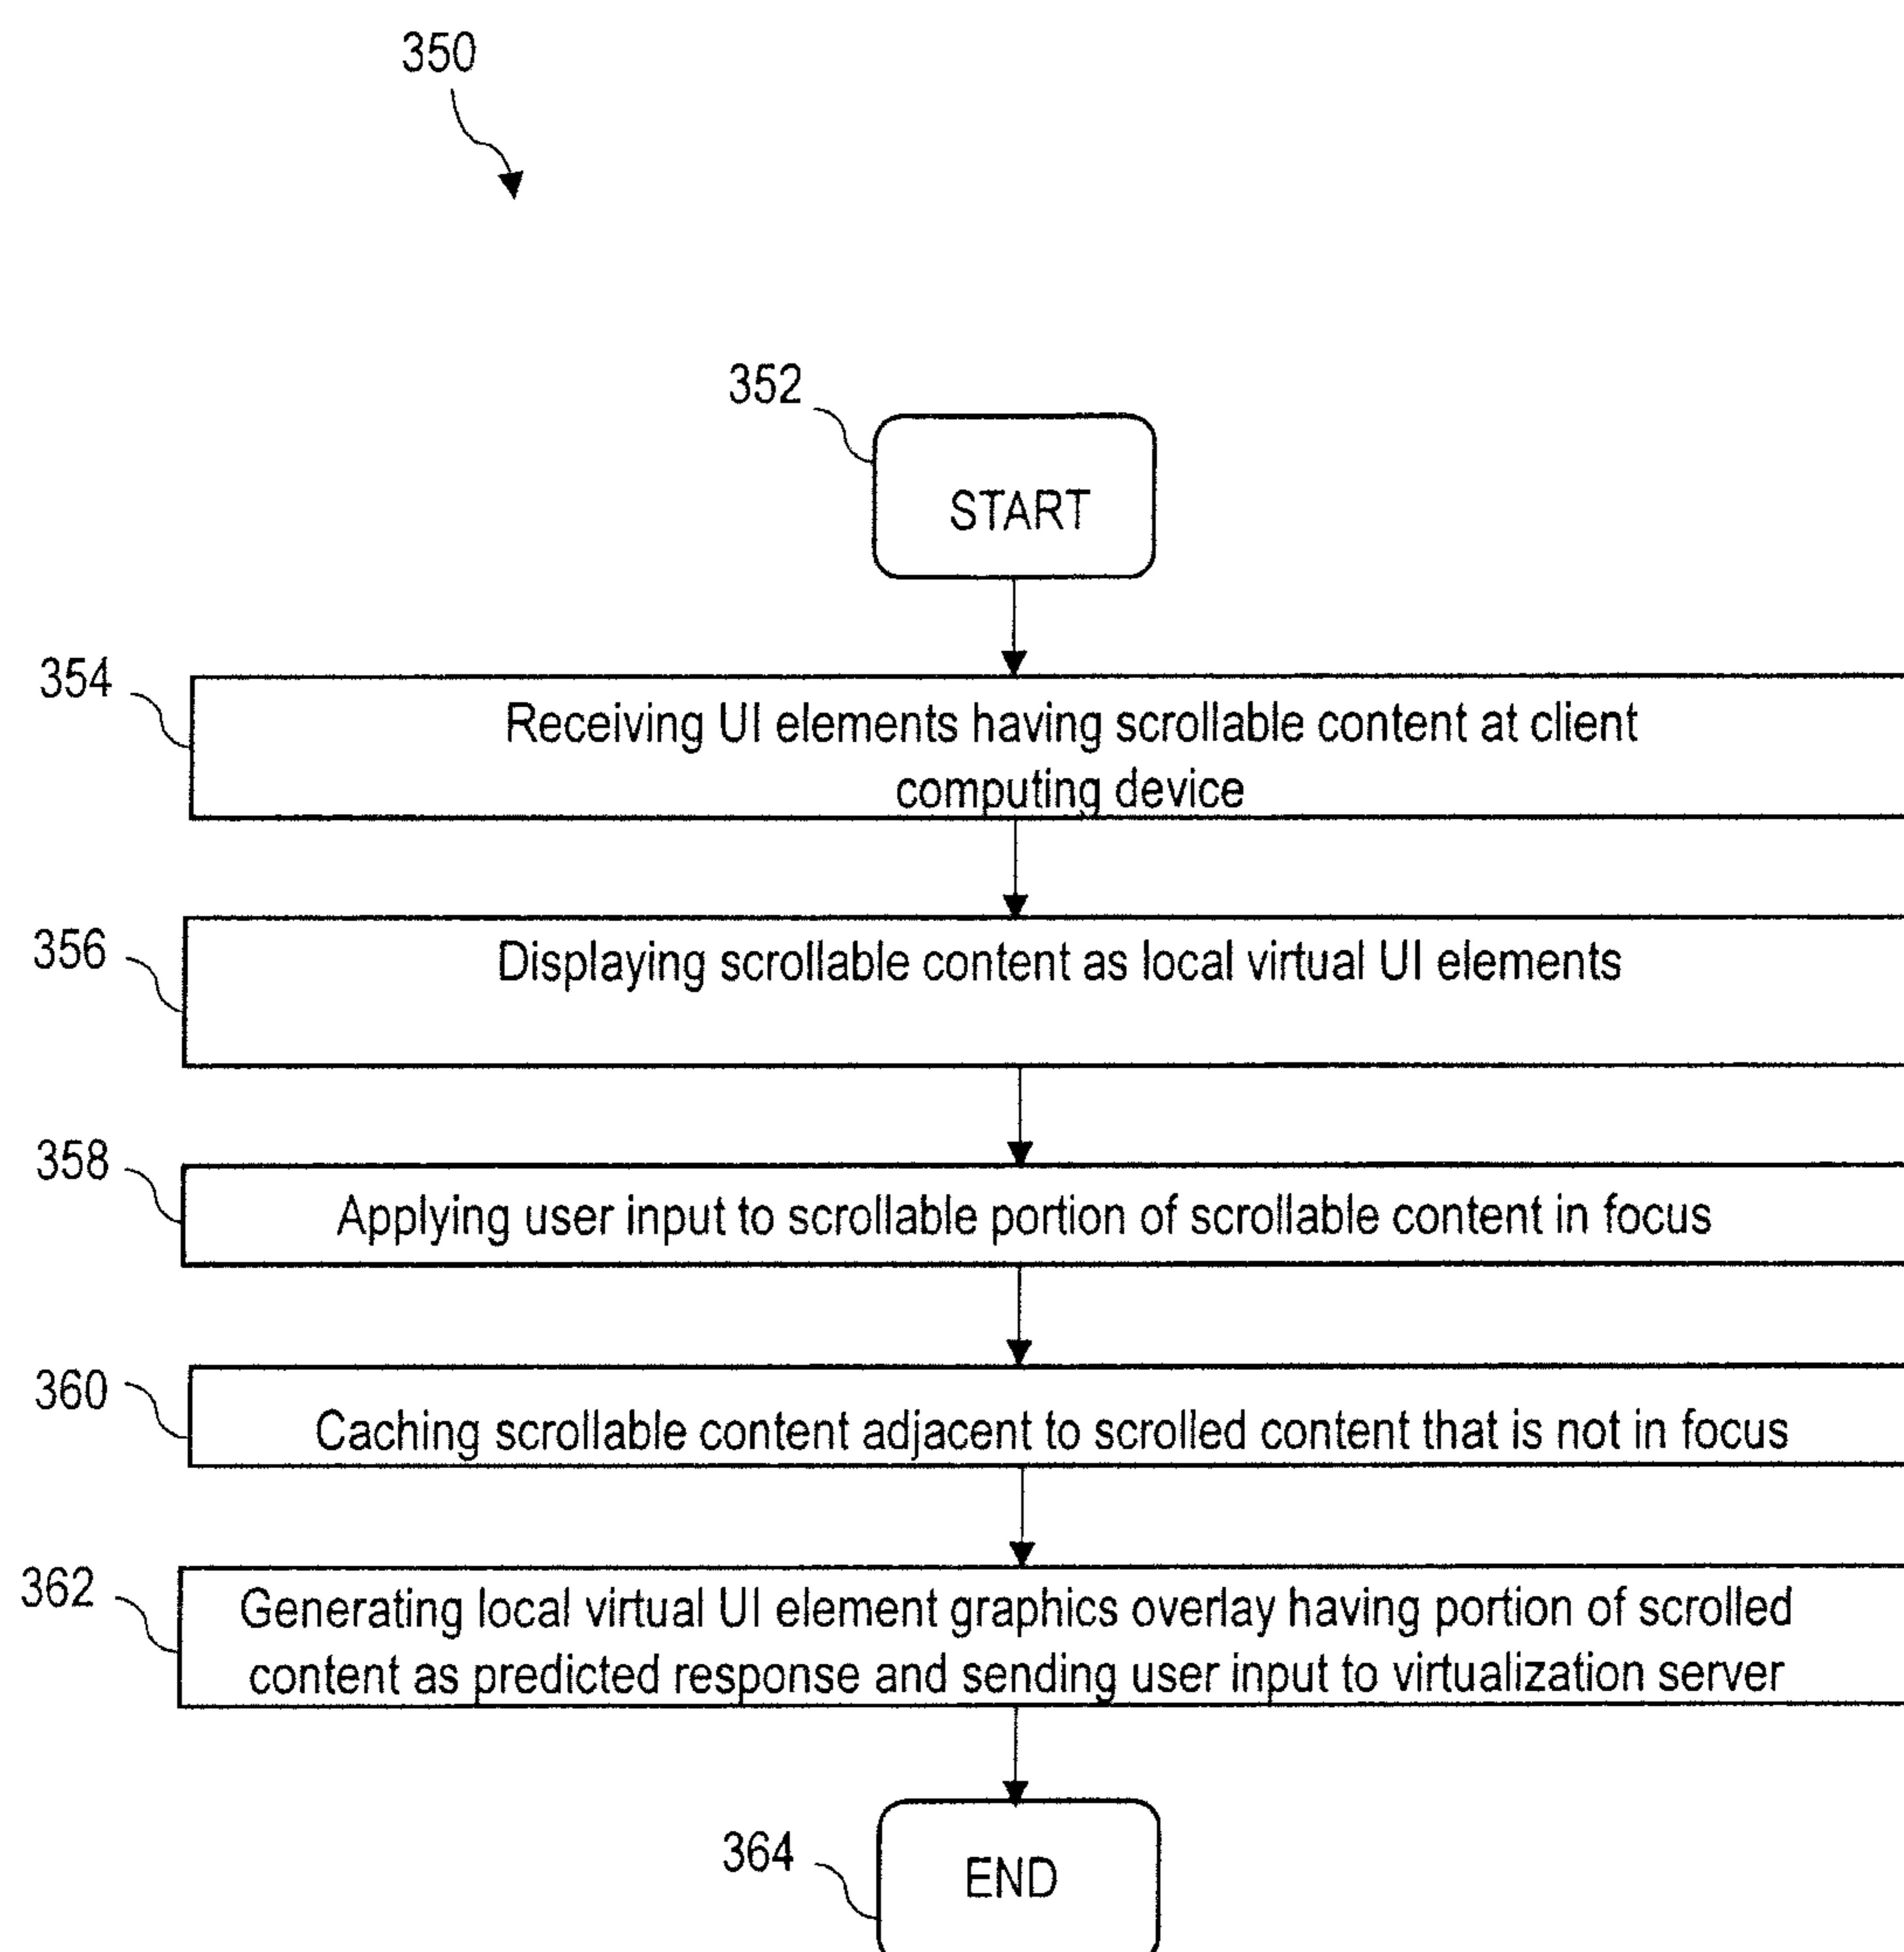 350
352
START
354
Receiving UI elements having scrollable content at client
computing device
356
Displaying scrollable content as local virtual UI elements
358
Applying user input to scrollable portion of scrollable content in focus
360
Caching scrollable content adjacent to scrolled content that is not in focus
362
Generating local virtual UI element graphics overlay having portion of scrolled
content as predicted response and sending user input to virtualization server
364
END